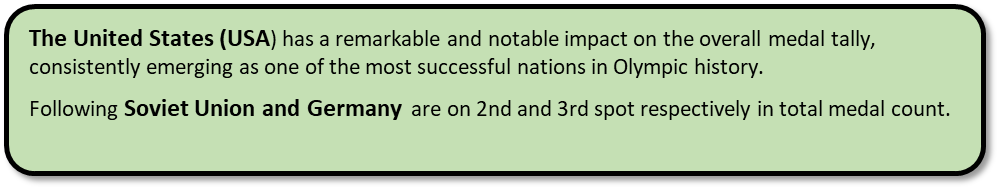 The United States (USA) has a remarkable and notable impact on the overall medal tally,
consistently emerging as one of the most successful nations in Olympic history.
Following Soviet Union and Germany are on 2nd and 3rd spot respectively in total medal count.